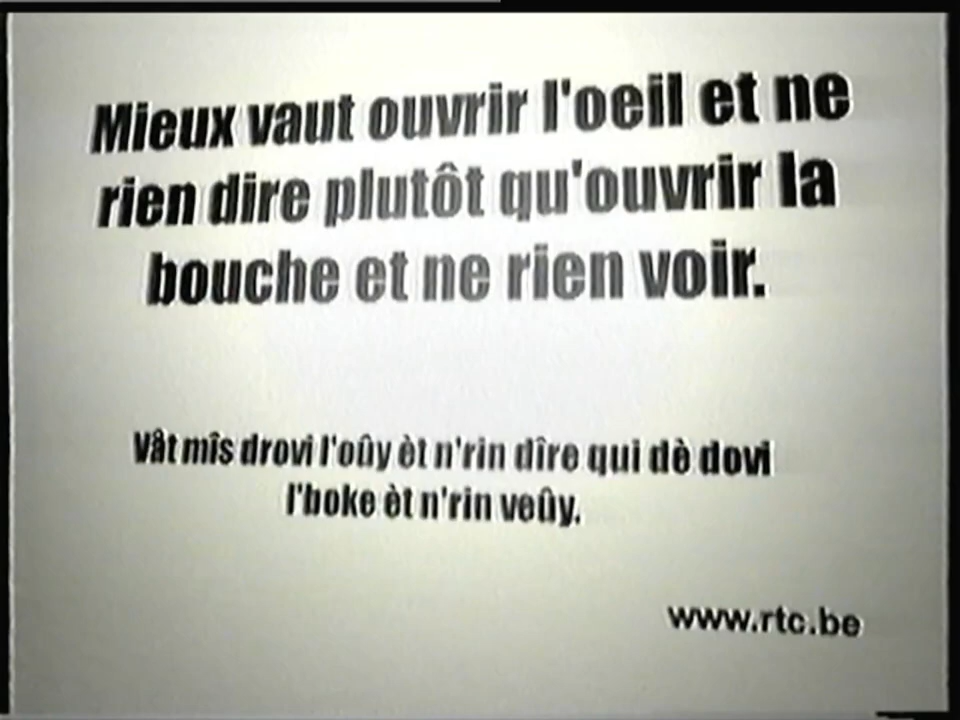 Mieux vaut ouvrir l'oeil et ne
rien dire plutôt qu'ouvrir la
bouche et ne rien voir.
Vât mîs drovi l'oûy èt n'rin dîre qui dè dovi
l'boke èt n'rin veûy.
www.rtc.be